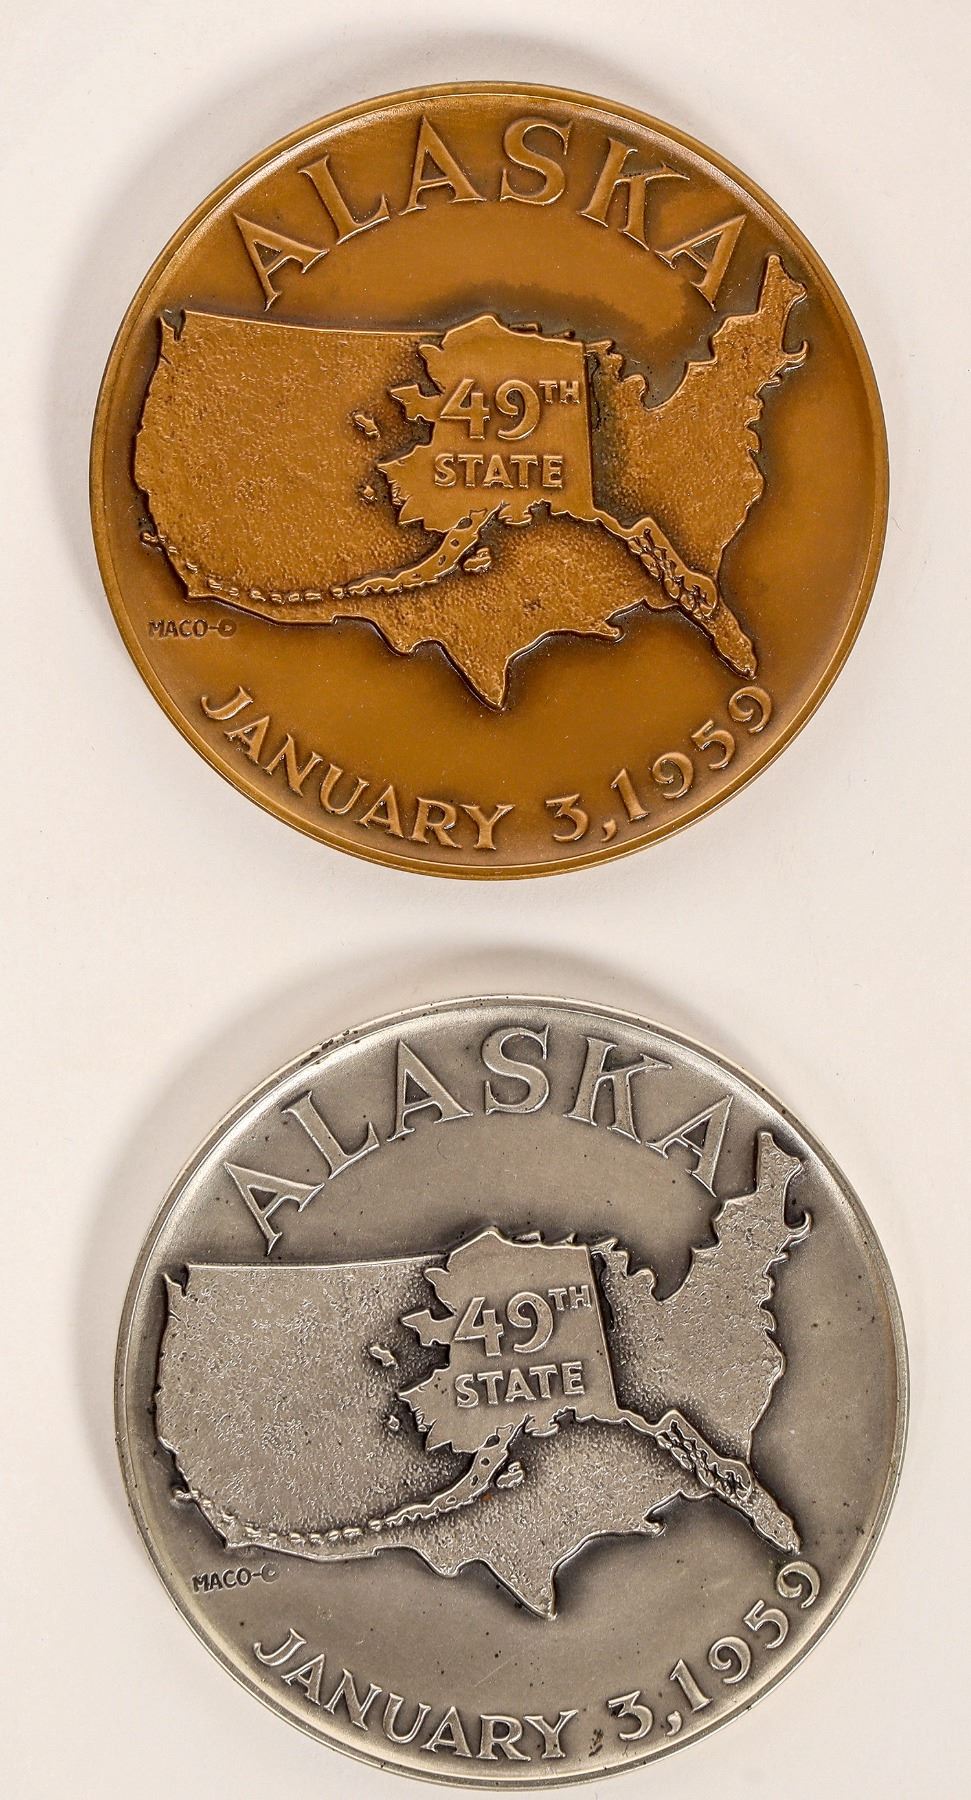 ALASKA
49TH
STATE
MACO-O
JANUARY 3, 1959
ALASKA
49TH
STATE
MACO-O
JANUARY 3, 1959